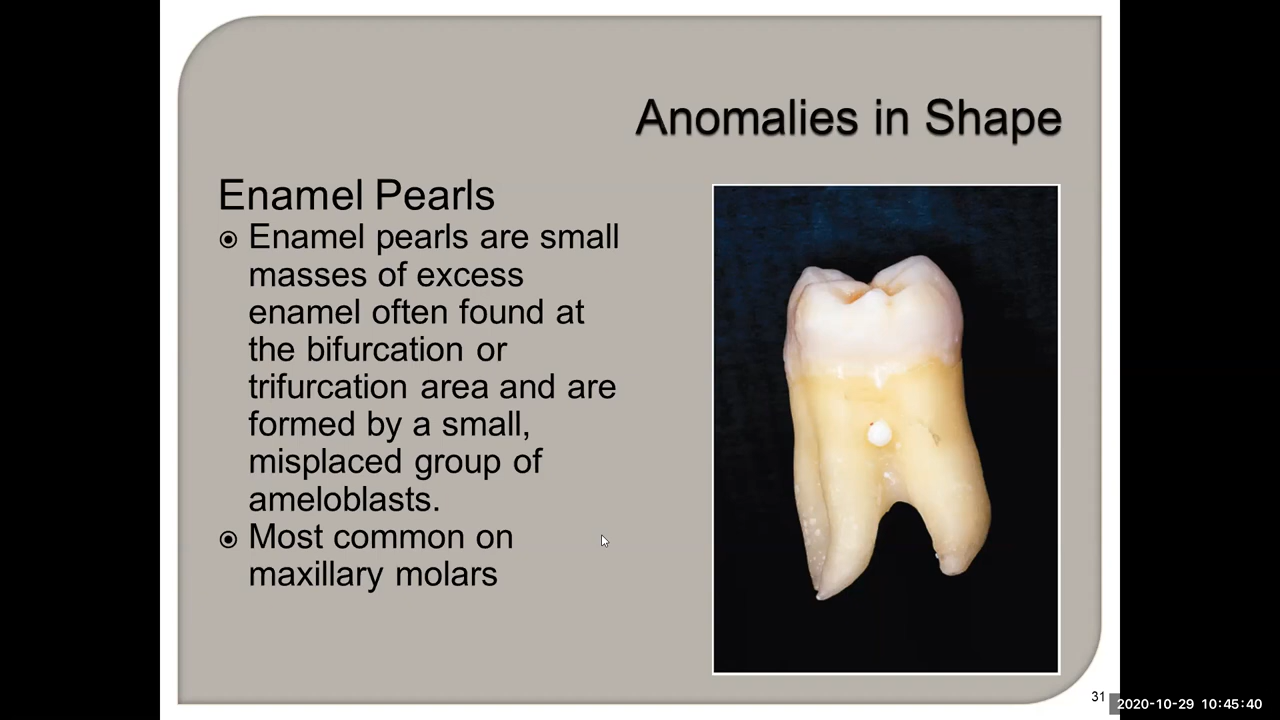 Anomalies in Shape
Enamel Pearls
Enamel pearls are small
masses of excess
enamel often found at
the bifurcation or
trifurcation area and are
formed by a small,
misplaced group of
ameloblasts.
Most common on
maxillary molars
31
2020-10-29 10:45:40